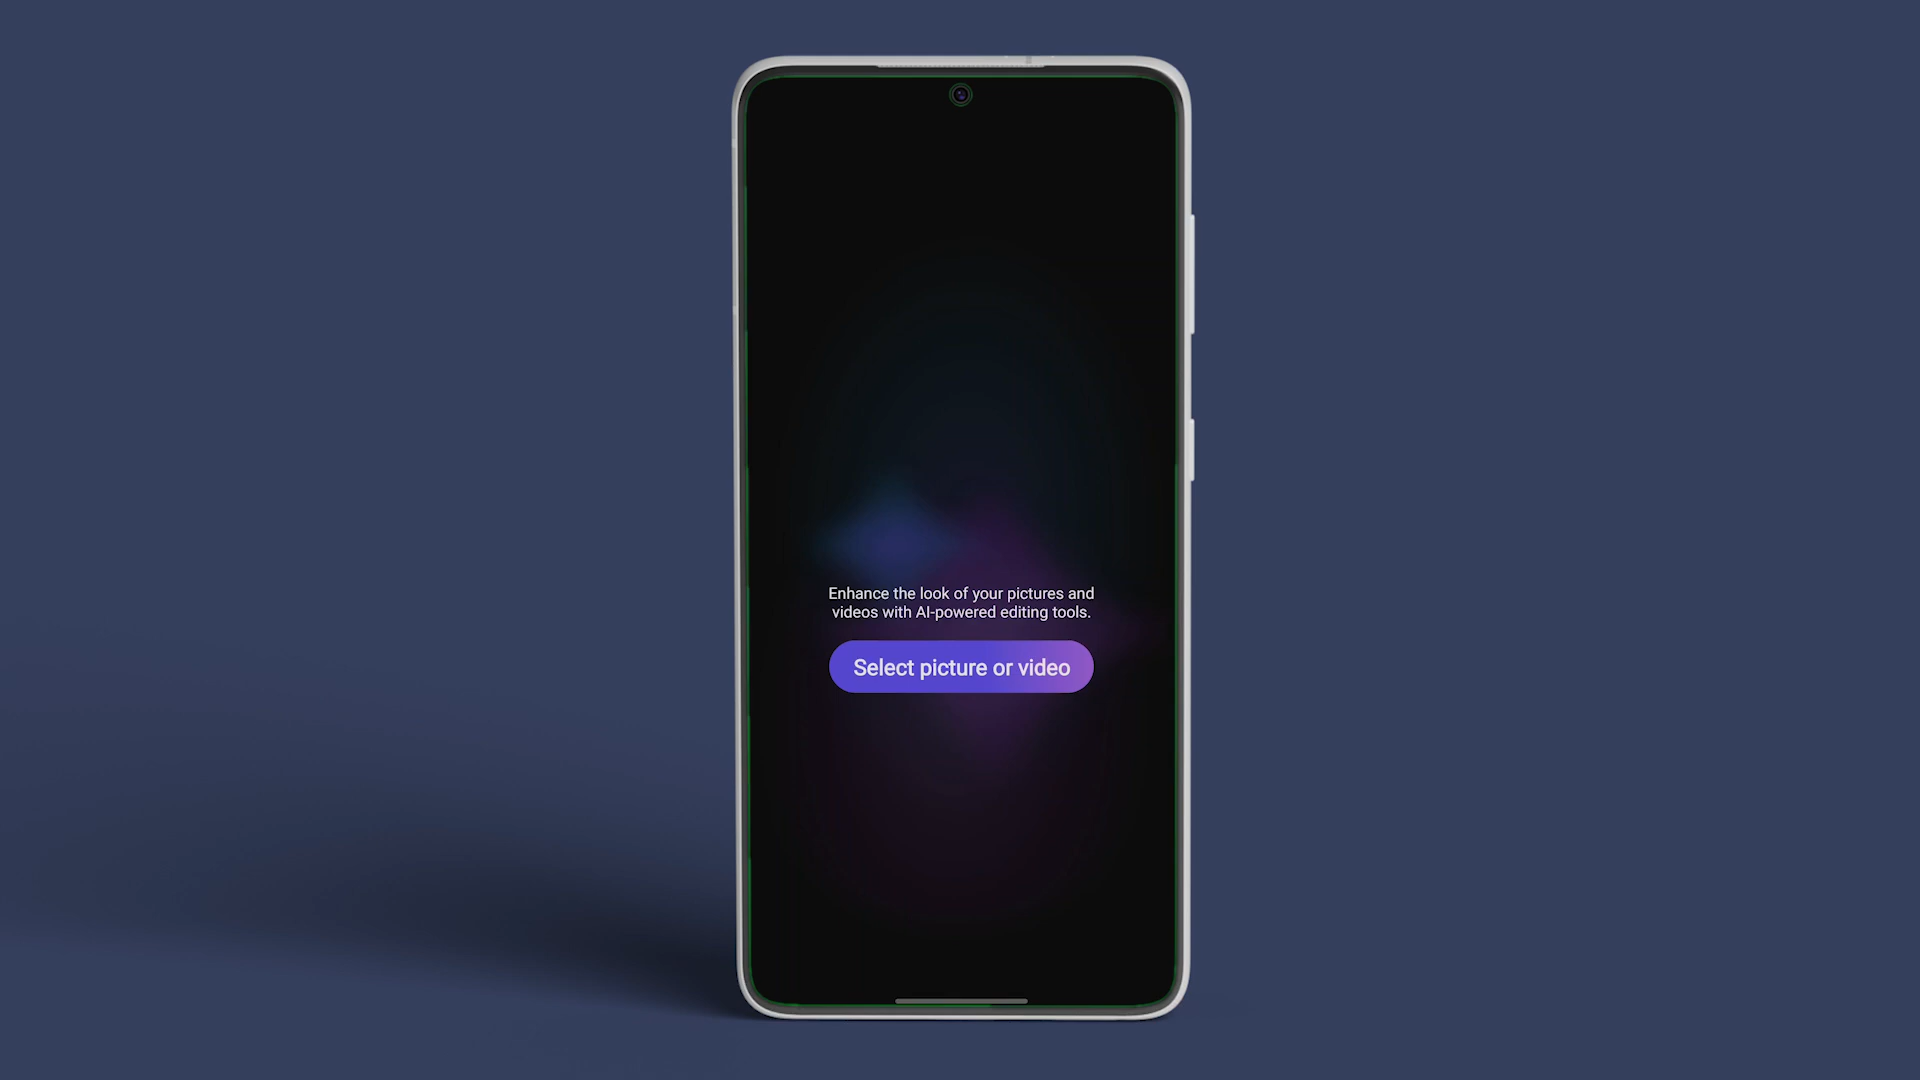 Enhance the look of your pictures and
videos with AI-powered editing tools.
Select picture or video